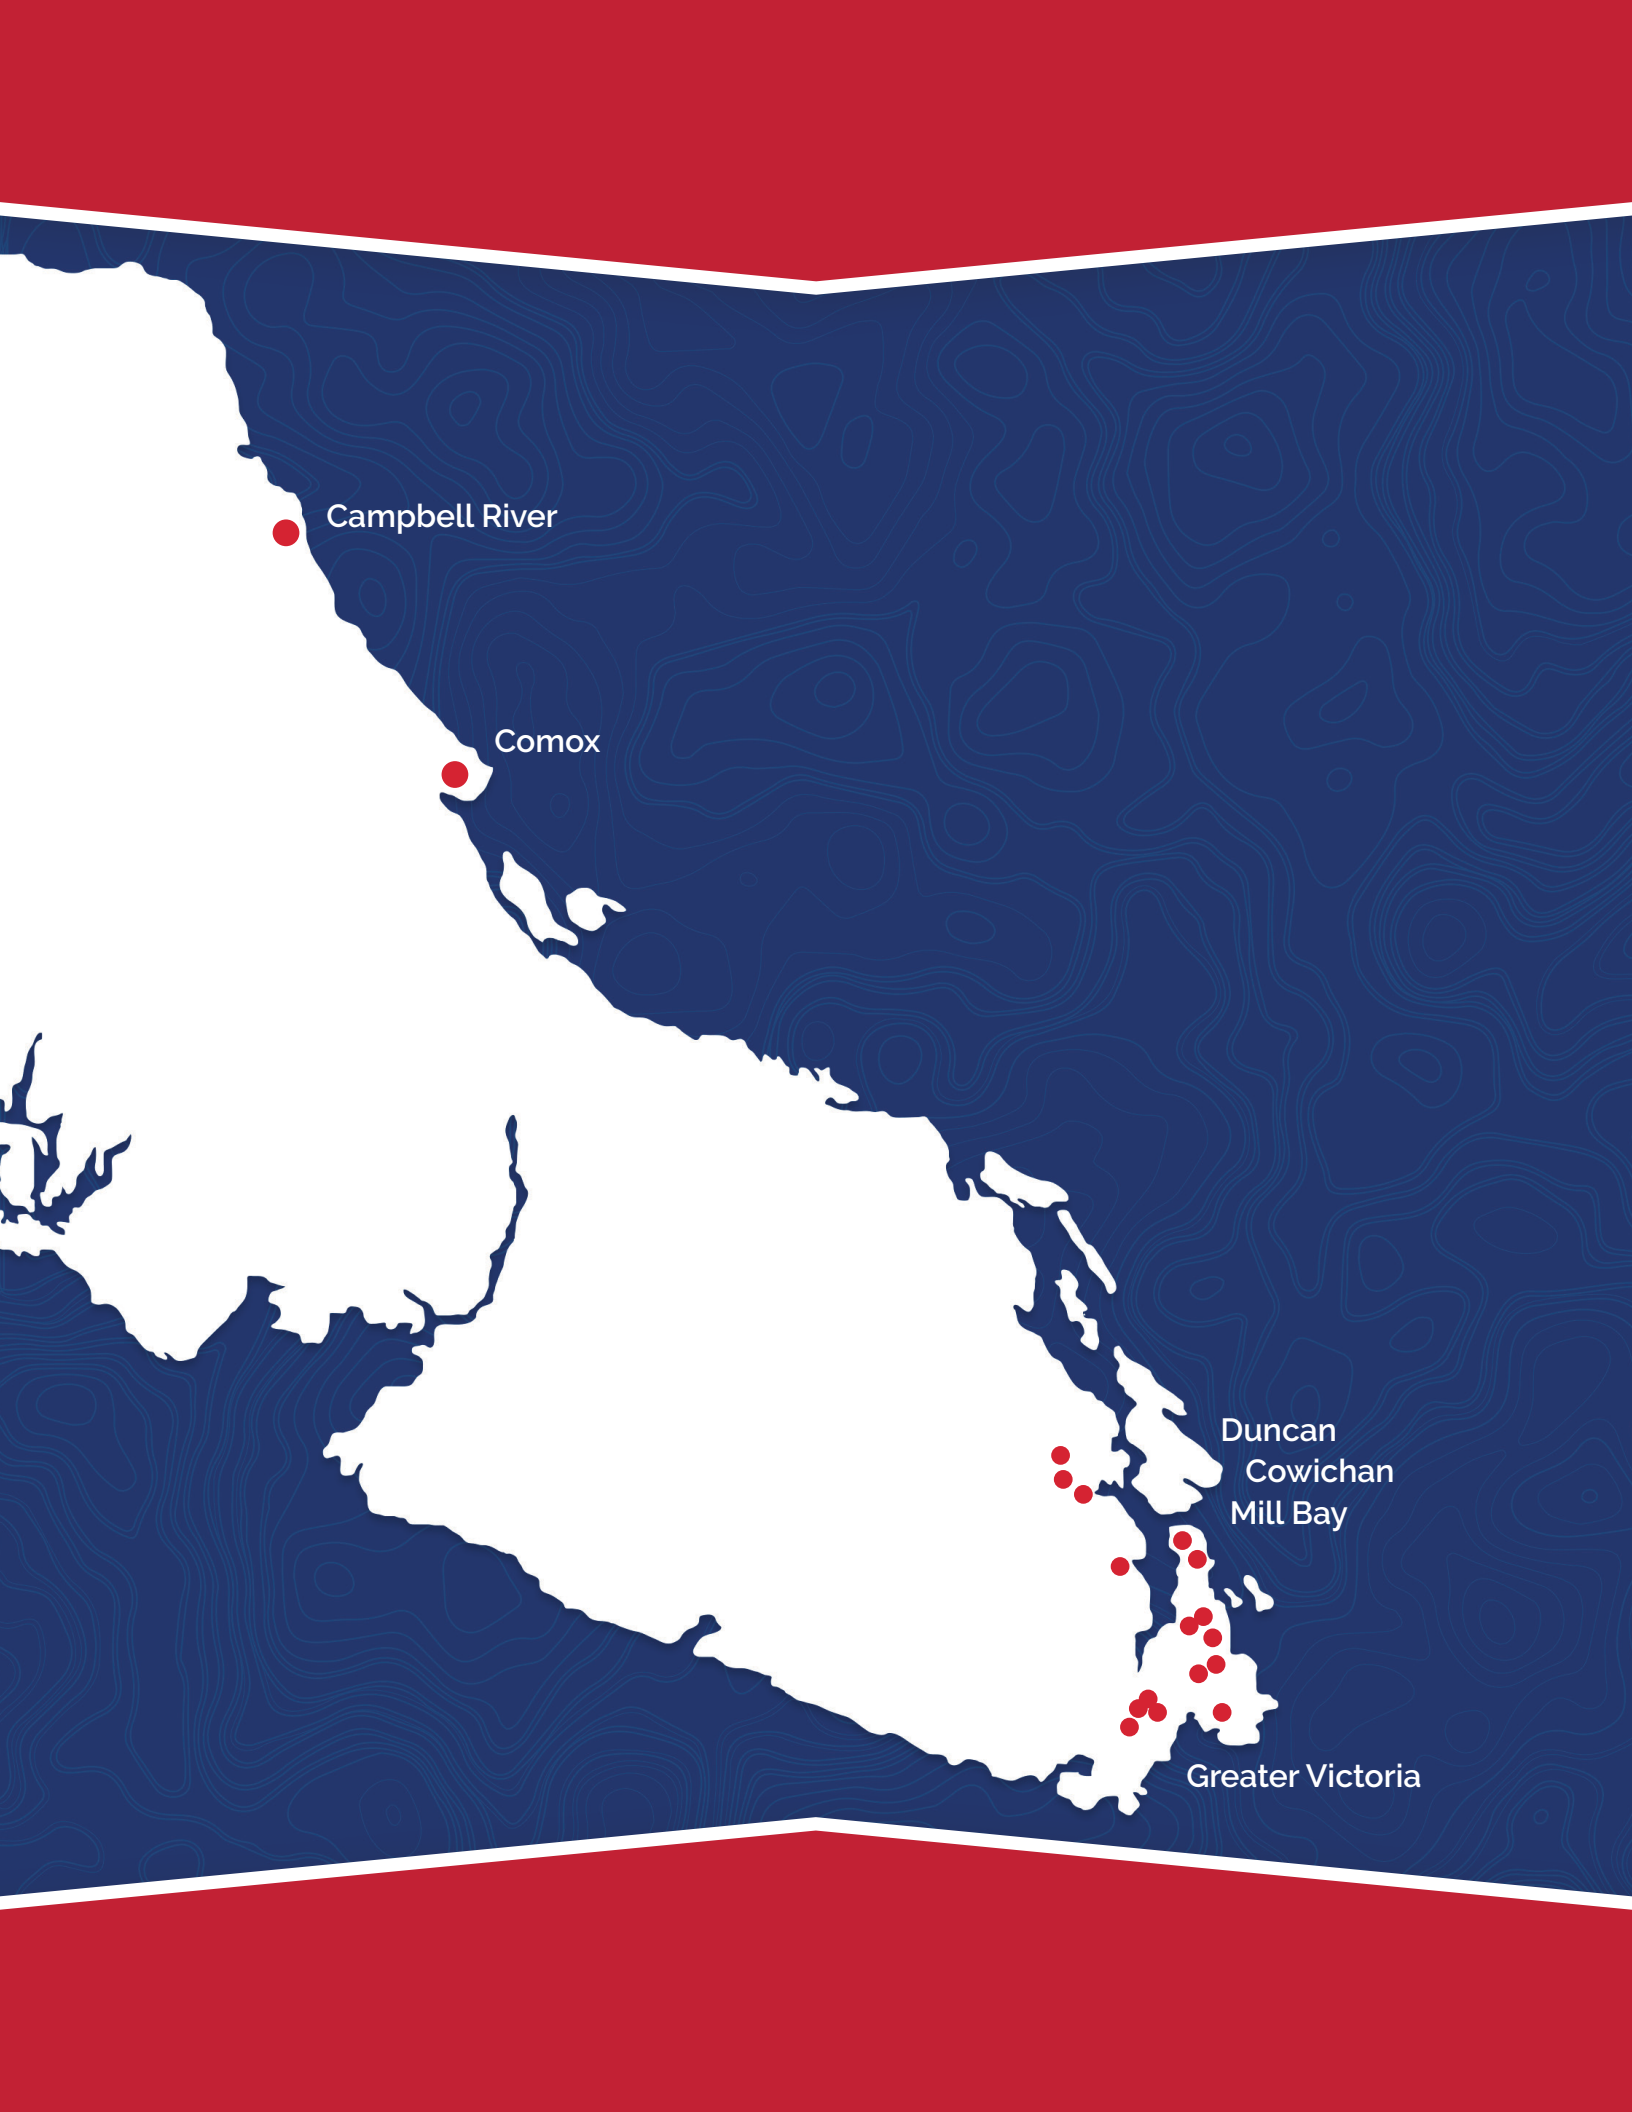 Campbell River
Comox
Duncan
Cowichan
Mill Bay
Greater Victoria